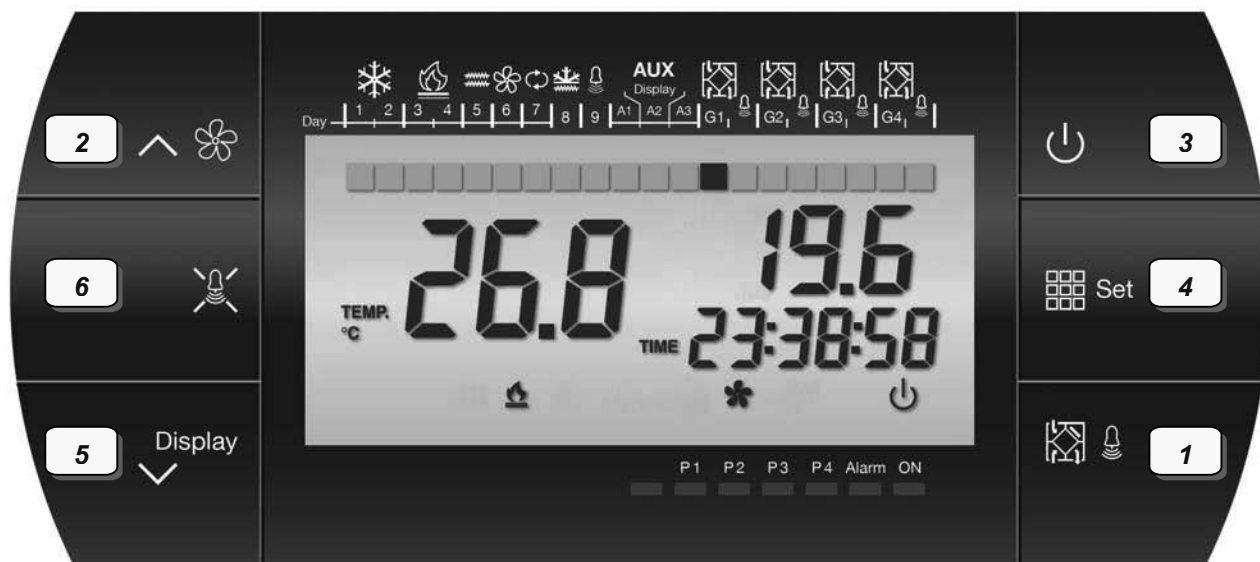 AUX
Display
Day 1 2 3 4 5 6 7 8 9 A1 A2 A3 G1 G2 G3 G4
2
3
26.8
19.6
6
Set
4
TEMP.
°C
TIME 23:38:58
5
Display
1
P1 P2 P3 P4 Alarm ON